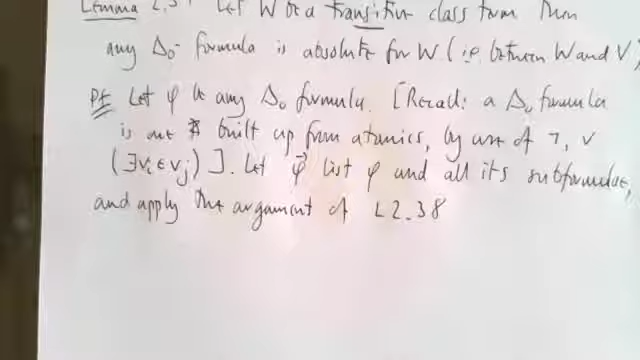 Lemma 2.3 Let W be a transitive class term Then
any Δ₀- formula is absolute for W (i.e. between W and V)
Pf Let φ be any Δ₀ formula. [Recall: a Δ₀ formula
is one built up from atomics, by use of ¬, ∨
(∃vᵢ ∈ vⱼ) ]. Let φ⃗ list φ and all its subformulae,
and apply the argument of L2.38